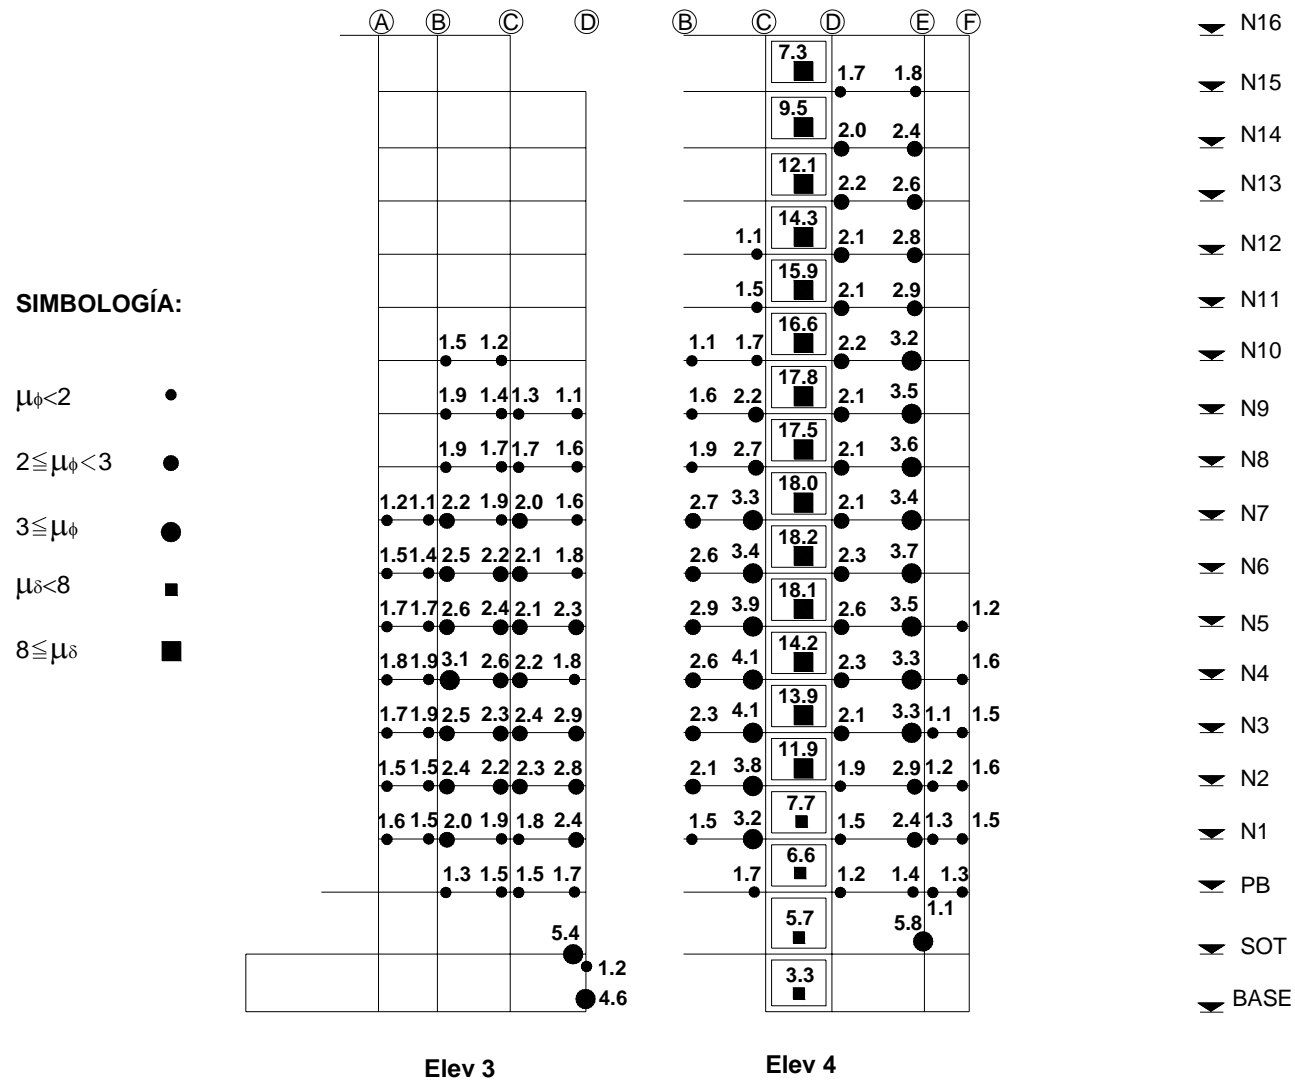 A B C D B C D E F N16
7.3
1.7 1.8 N15
9.5
2.0 2.4 N14
12.1
2.2 2.6 N13
14.3
1.1 2.1 2.8 N12
15.9
SIMBOLOGÍA: 1.5 2.1 2.9 N11
16.6
1.5 1.2 1.1 1.7 2.2 3.2 N10
17.8
μϕ<2 1.9 1.4 1.3 1.1 1.6 2.2 2.1 3.5 N9
17.5
2≦μϕ<3 1.9 1.7 1.7 1.6 1.9 2.7 2.1 3.6 N8
18.0
3≦μϕ 1.2 1.1 2.2 1.9 2.0 1.6 2.7 3.3 2.1 3.4 N7
18.2
μδ<8 1.5 1.4 2.5 2.2 2.1 1.8 2.6 3.4 2.3 3.7 N6
18.1
1.7 1.7 2.6 2.4 2.1 2.3 2.9 3.9 2.6 3.5 1.2 N5
14.2
8≦μδ 1.8 1.9 3.1 2.6 2.2 1.8 2.6 4.1 2.3 3.3 1.6 N4
13.9
1.7 1.9 2.5 2.3 2.4 2.9 2.3 4.1 2.1 3.3 1.1 1.5 N3
11.9
1.5 1.5 2.4 2.2 2.3 2.8 2.1 3.8 1.9 2.9 1.2 1.6 N2
7.7
1.6 1.5 2.0 1.9 1.8 2.4 1.5 3.2 1.5 2.4 1.3 1.5 N1
6.6
1.3 1.5 1.5 1.7 1.7 1.2 1.4 1.3 PB
1.1
5.7
5.8
5.4 SOT
1.2
3.3
4.6 BASE
Elev 3 Elev 4